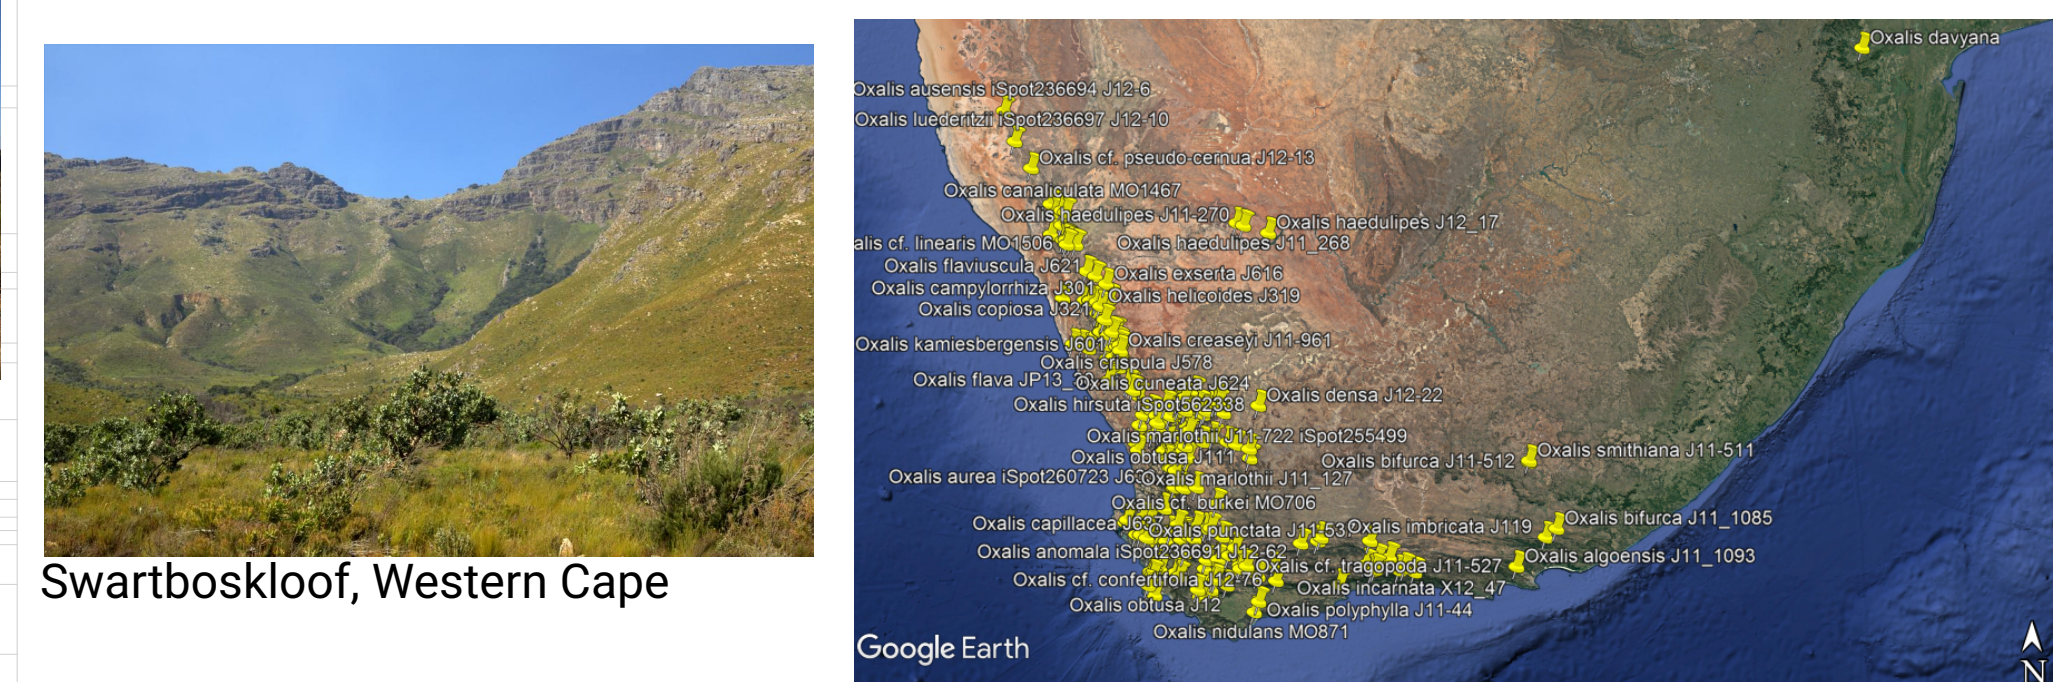 Swartboskloof, Western Cape
Oxalis davyana
Oxalis ausensis iSpot236694 J12-6
Oxalis luederitzii iSpot236697 J12-10
Oxalis cf. pseudo-cernua J12-13
Oxalis canaliculata MO1467
Oxalis haedulipes J11-270
Oxalis haedulipes J12_17
alis cf. linearis MO1506
Oxalis haedulipes J11_268
Oxalis flaviuscula J621
Oxalis exserta J616
Oxalis campylorrhiza J301
Oxalis helicoides J319
Oxalis copiosa J321
Oxalis kamiesbergensis J601
Oxalis creaseyi J11-961
Oxalis crispula J578
Oxalis flava
Oxalis cuneata J624
Oxalis densa J12-22
Oxalis hirsuta iSpot562338
Oxalis marlothii J11-722 iSpot255499
Oxalis obtusa J111
Oxalis bifurca J11-512
Oxalis smithiana J11-511
Oxalis aurea iSpot260723
Oxalis marlothii J11_127
Oxalis cf. burkei MO706
Oxalis capillacea
Oxalis punctata
Oxalis imbricata J119
Oxalis bifurca J11_1085
Oxalis anomala iSpot236691 J12-62
Oxalis cf. tragopoda J11-527
Oxalis algoensis J11_1093
Oxalis cf. confertifolia J12-76
Oxalis incarnata X12_47
Oxalis obtusa J12
Oxalis polyphylla J11-44
Oxalis nidulans MO871
Google Earth
N